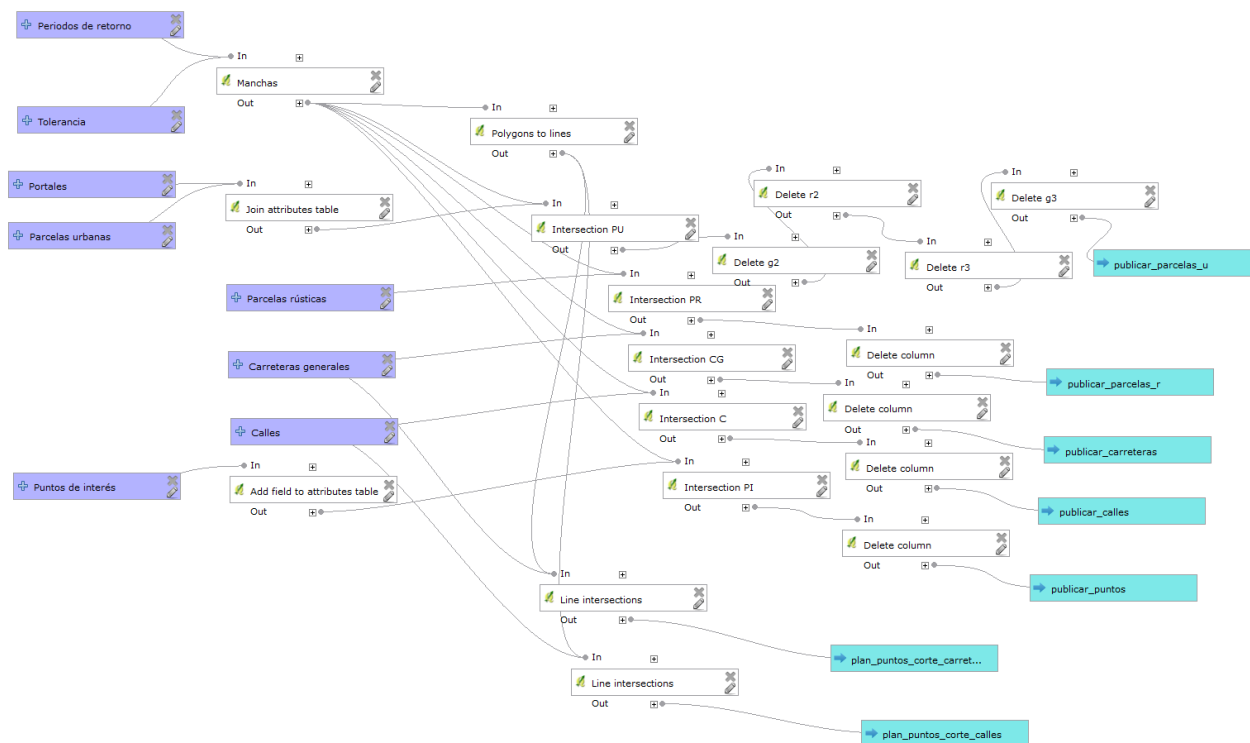 Periodos de retorno
In
Manchas
Out
Tolerancia
In
Polygons to lines
Out
Portales
In
Join attributes table
Out
Parcelas urbanas
In
Intersection PU
Out
In
Delete r2
Out
In
Delete g3
Out
In
Delete g2
Out
In
Delete r3
Out
publicar_parcelas_u
Parcelas rústicas
In
Intersection PR
Out
In
Delete column
Out
publicar_parcelas_r
Carreteras generales
In
Intersection CG
Out
In
Delete column
Out
publicar_carreteras
Calles
In
Intersection C
Out
In
Delete column
Out
publicar_calles
Puntos de interés
In
Add field to attributes table
Out
In
Intersection PI
Out
In
Delete column
Out
publicar_puntos
In
Line intersections
Out
plan_puntos_corte_carret...
In
Line intersections
Out
plan_puntos_corte_calles